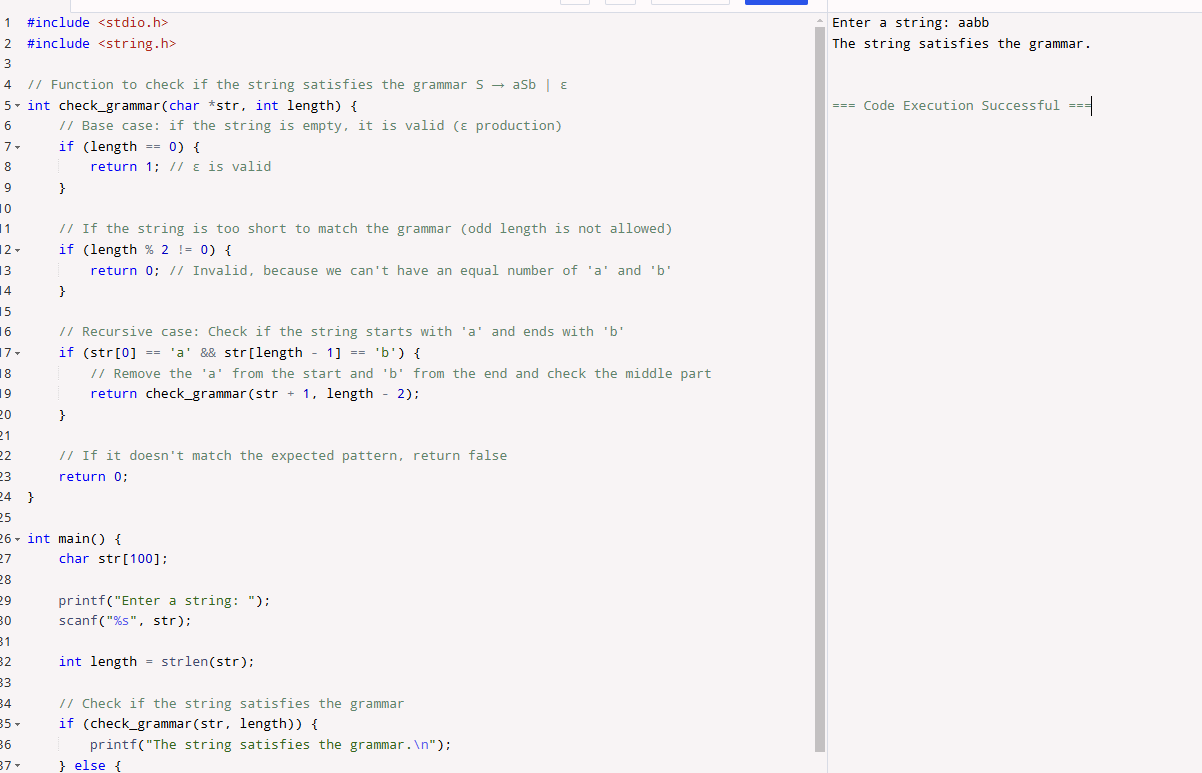 1 #include <stdio.h>
2 #include <string.h>
3
4 // Function to check if the string satisfies the grammar S → aSb | ε
5 int check_grammar(char *str, int length) {
6     // Base case: if the string is empty, it is valid (ε production)
7     if (length == 0) {
8         return 1; // ε is valid
9     }
10
11     // If the string is too short to match the grammar (odd length is not allowed)
12     if (length % 2 != 0) {
13         return 0; // Invalid, because we can't have an equal number of 'a' and 'b'
14     }
15
16     // Recursive case: Check if the string starts with 'a' and ends with 'b'
17     if (str[0] == 'a' && str[length - 1] == 'b') {
18         // Remove the 'a' from the start and 'b' from the end and check the middle part
19         return check_grammar(str + 1, length - 2);
20     }
21
22     // If it doesn't match the expected pattern, return false
23     return 0;
24 }
25
26 int main() {
27     char str[100];
28
29     printf("Enter a string: ");
30     scanf("%s", str);
31
32     int length = strlen(str);
33
34     // Check if the string satisfies the grammar
35     if (check_grammar(str, length)) {
36         printf("The string satisfies the grammar.\n");
37     } else {
Enter a string: aabb
The string satisfies the grammar.
=== Code Execution Successful ===